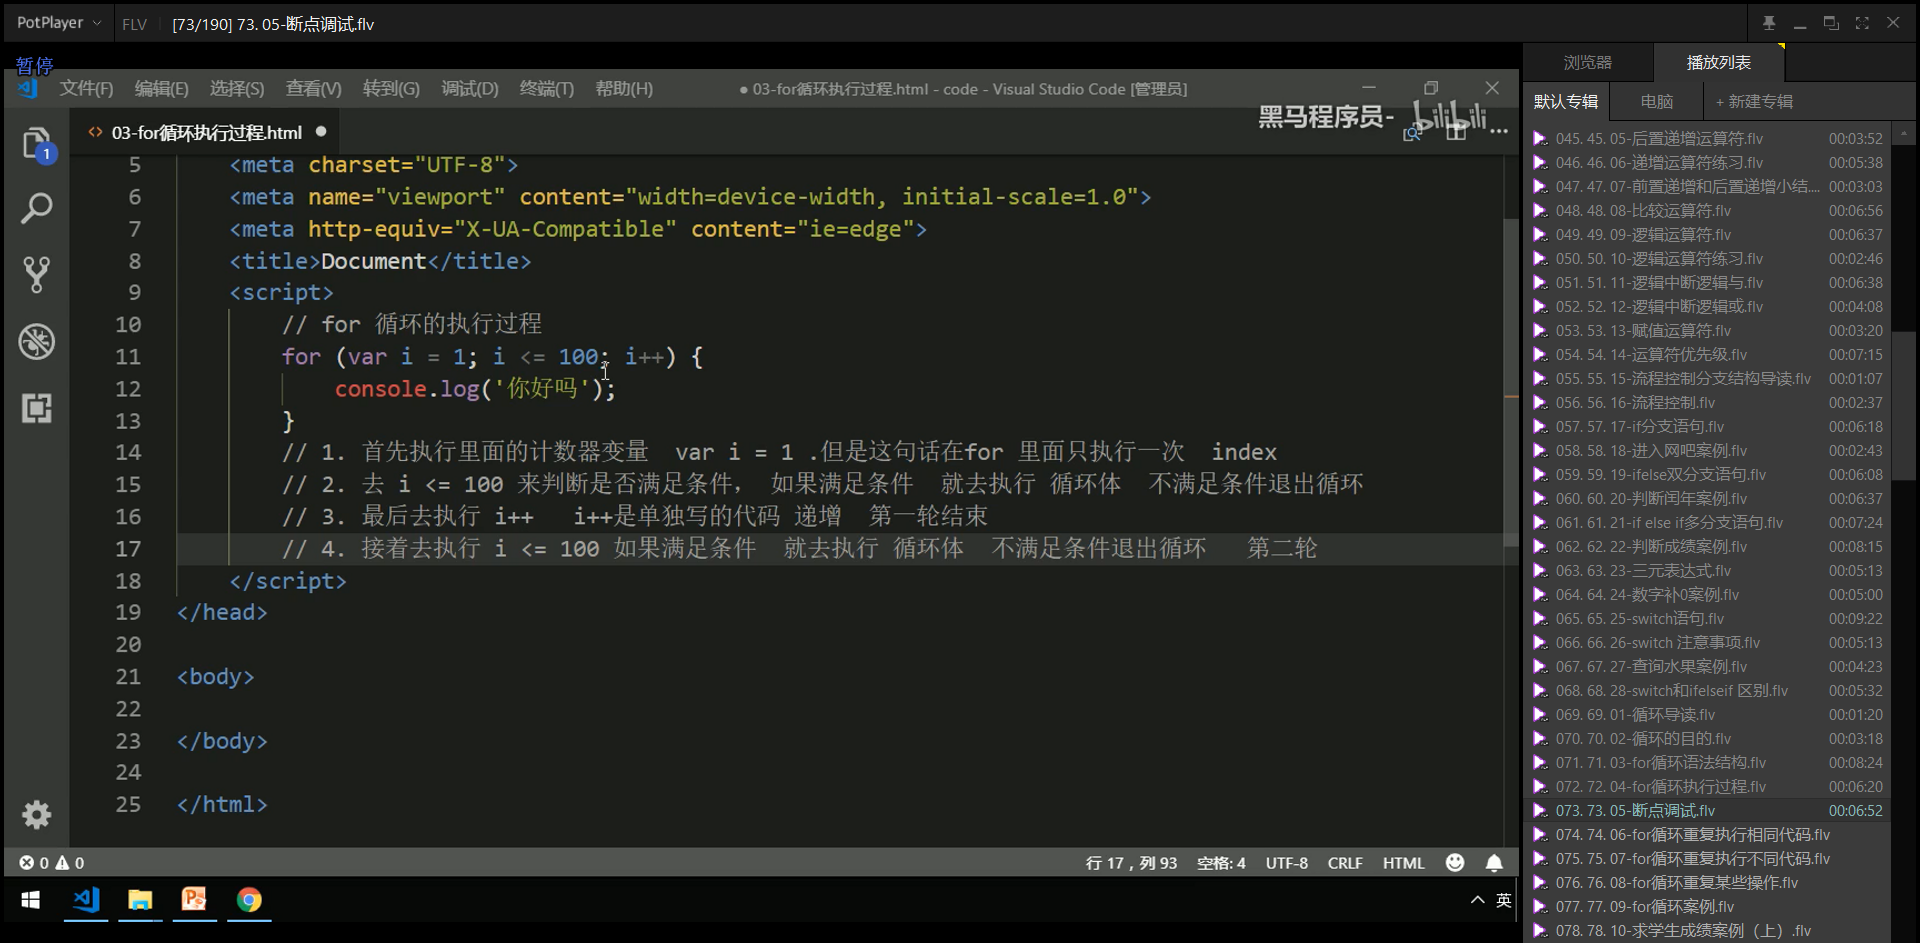 PotPlayer FLV [73/190] 73. 05-断点调试.flv
暂停
文件(F) 编辑(E) 选择(S) 查看(V) 转到(G) 调试(D) 终端(T) 帮助(H) ● 03-for循环执行过程.html - code - Visual Studio Code [管理员]
黑马程序员- bilibili
<> 03-for循环执行过程.html ●
1
5 <meta charset="UTF-8">
6 <meta name="viewport" content="width=device-width, initial-scale=1.0">
7 <meta http-equiv="X-UA-Compatible" content="ie=edge">
8 <title>Document</title>
9 <script>
10 // for 循环的执行过程
11 for (var i = 1; i <= 100; i++) {
12 console.log('你好吗');
13 }
14 // 1. 首先执行里面的计数器变量 var i = 1 .但是这句话在for 里面只执行一次 index
15 // 2. 去 i <= 100 来判断是否满足条件, 如果满足条件 就去执行 循环体 不满足条件退出循环
16 // 3. 最后去执行 i++ i++是单独写的代码 递增 第一轮结束
17 // 4. 接着去执行 i <= 100 如果满足条件 就去执行 循环体 不满足条件退出循环 第二轮
18 </script>
19 </head>
20
21 <body>
22
23 </body>
24
25 </html>
0 0 行 17，列 93 空格: 4 UTF-8 CRLF HTML
英
浏览器 播放列表
默认专辑 电脑 + 新建专辑
045. 45. 05-后置递增运算符.flv 00:03:52
046. 46. 06-递增运算符练习.flv 00:05:38
047. 47. 07-前置递增和后置递增小结.... 00:03:03
048. 48. 08-比较运算符.flv 00:06:56
049. 49. 09-逻辑运算符.flv 00:06:37
050. 50. 10-逻辑运算符练习.flv 00:02:46
051. 51. 11-逻辑中断逻辑与.flv 00:06:38
052. 52. 12-逻辑中断逻辑或.flv 00:04:08
053. 53. 13-赋值运算符.flv 00:03:20
054. 54. 14-运算符优先级.flv 00:07:15
055. 55. 15-流程控制分支结构导读.flv 00:01:07
056. 56. 16-流程控制.flv 00:02:37
057. 57. 17-if分支语句.flv 00:06:18
058. 58. 18-进入网吧案例.flv 00:02:43
059. 59. 19-ifelse双分支语句.flv 00:06:08
060. 60. 20-判断闰年案例.flv 00:06:37
061. 61. 21-if else if多分支语句.flv 00:07:24
062. 62. 22-判断成绩案例.flv 00:08:15
063. 63. 23-三元表达式.flv 00:05:13
064. 64. 24-数字补0案例.flv 00:05:00
065. 65. 25-switch语句.flv 00:09:22
066. 66. 26-switch 注意事项.flv 00:05:13
067. 67. 27-查询水果案例.flv 00:04:23
068. 68. 28-switch和ifelseif 区别.flv 00:05:32
069. 69. 01-循环导读.flv 00:01:20
070. 70. 02-循环的目的.flv 00:03:18
071. 71. 03-for循环语法结构.flv 00:08:24
072. 72. 04-for循环执行过程.flv 00:06:20
073. 73. 05-断点调试.flv 00:06:52
074. 74. 06-for循环重复执行相同代码.flv
075. 75. 07-for循环重复执行不同代码.flv
076. 76. 08-for循环重复某些操作.flv
077. 77. 09-for循环案例.flv
078. 78. 10-求学生成绩案例（上）.flv